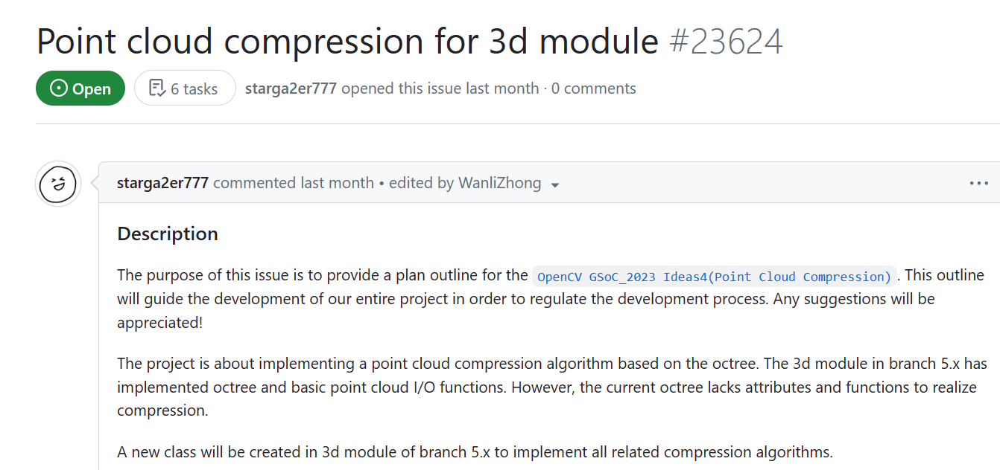 Point cloud compression for 3d module #23624
Open 6 tasks starga2er777 opened this issue last month · 0 comments
starga2er777 commented last month • edited by WanliZhong
Description
The purpose of this issue is to provide a plan outline for the OpenCV GSoC_2023 Ideas4(Point Cloud Compression) . This outline
will guide the development of our entire project in order to regulate the development process. Any suggestions will be
appreciated!
The project is about implementing a point cloud compression algorithm based on the octree. The 3d module in branch 5.x has
implemented octree and basic point cloud I/O functions. However, the current octree lacks attributes and functions to realize
compression.
A new class will be created in 3d module of branch 5.x to implement all related compression algorithms.